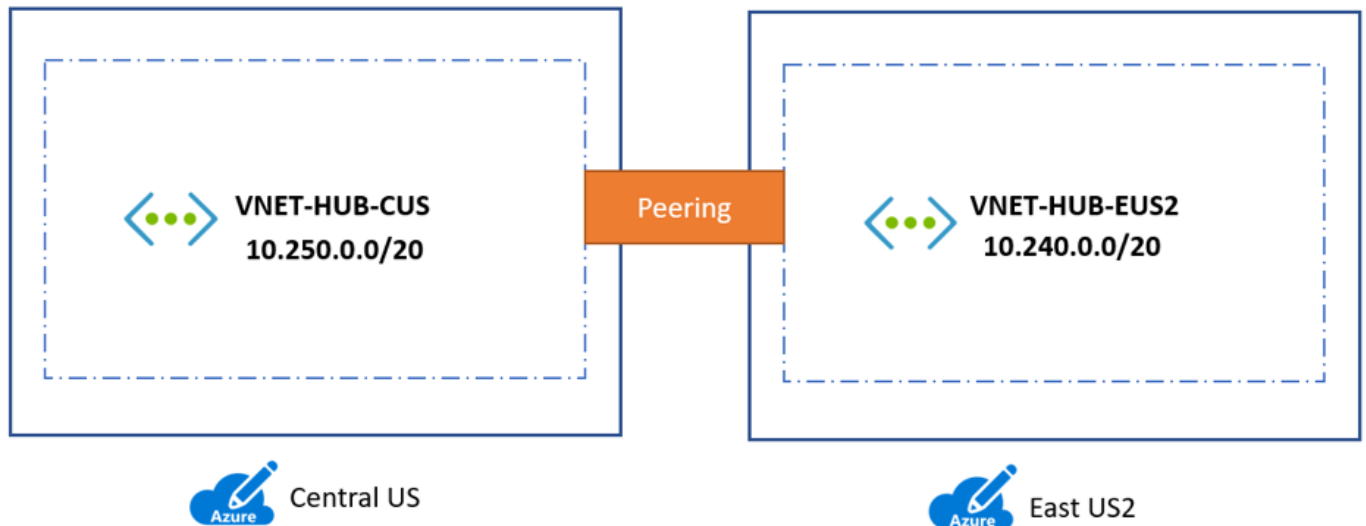 VNET-HUB-CUS
10.250.0.0/20
Peering
VNET-HUB-EUS2
10.240.0.0/20
Azure
Central US
Azure
East US2